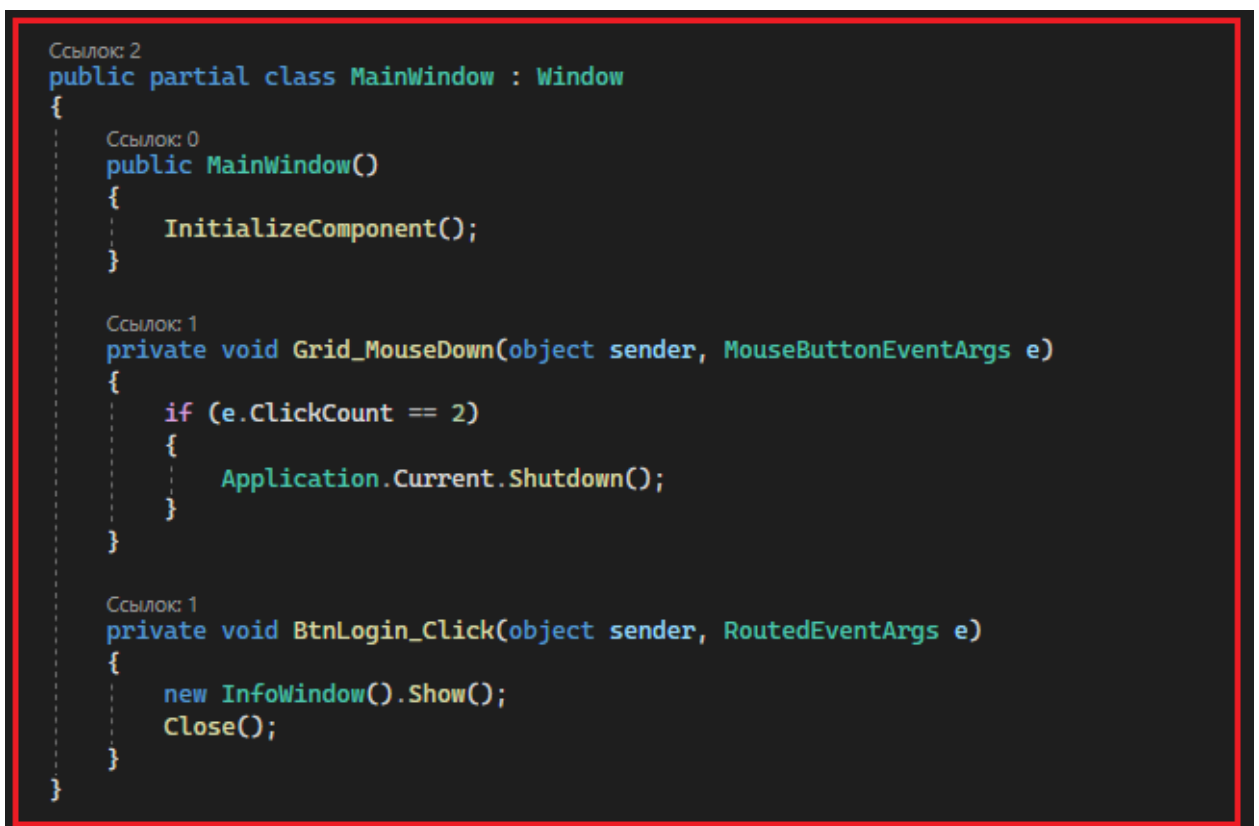 Ссылок: 2
public partial class MainWindow : Window
{
Ссылок: 0
public MainWindow()
{
InitializeComponent();
}
Ссылок: 1
private void Grid_MouseDown(object sender, MouseButtonEventArgs e)
{
if (e.ClickCount == 2)
{
Application.Current.Shutdown();
}
}
Ссылок: 1
private void BtnLogin_Click(object sender, RoutedEventArgs e)
{
new InfoWindow().Show();
Close();
}
}